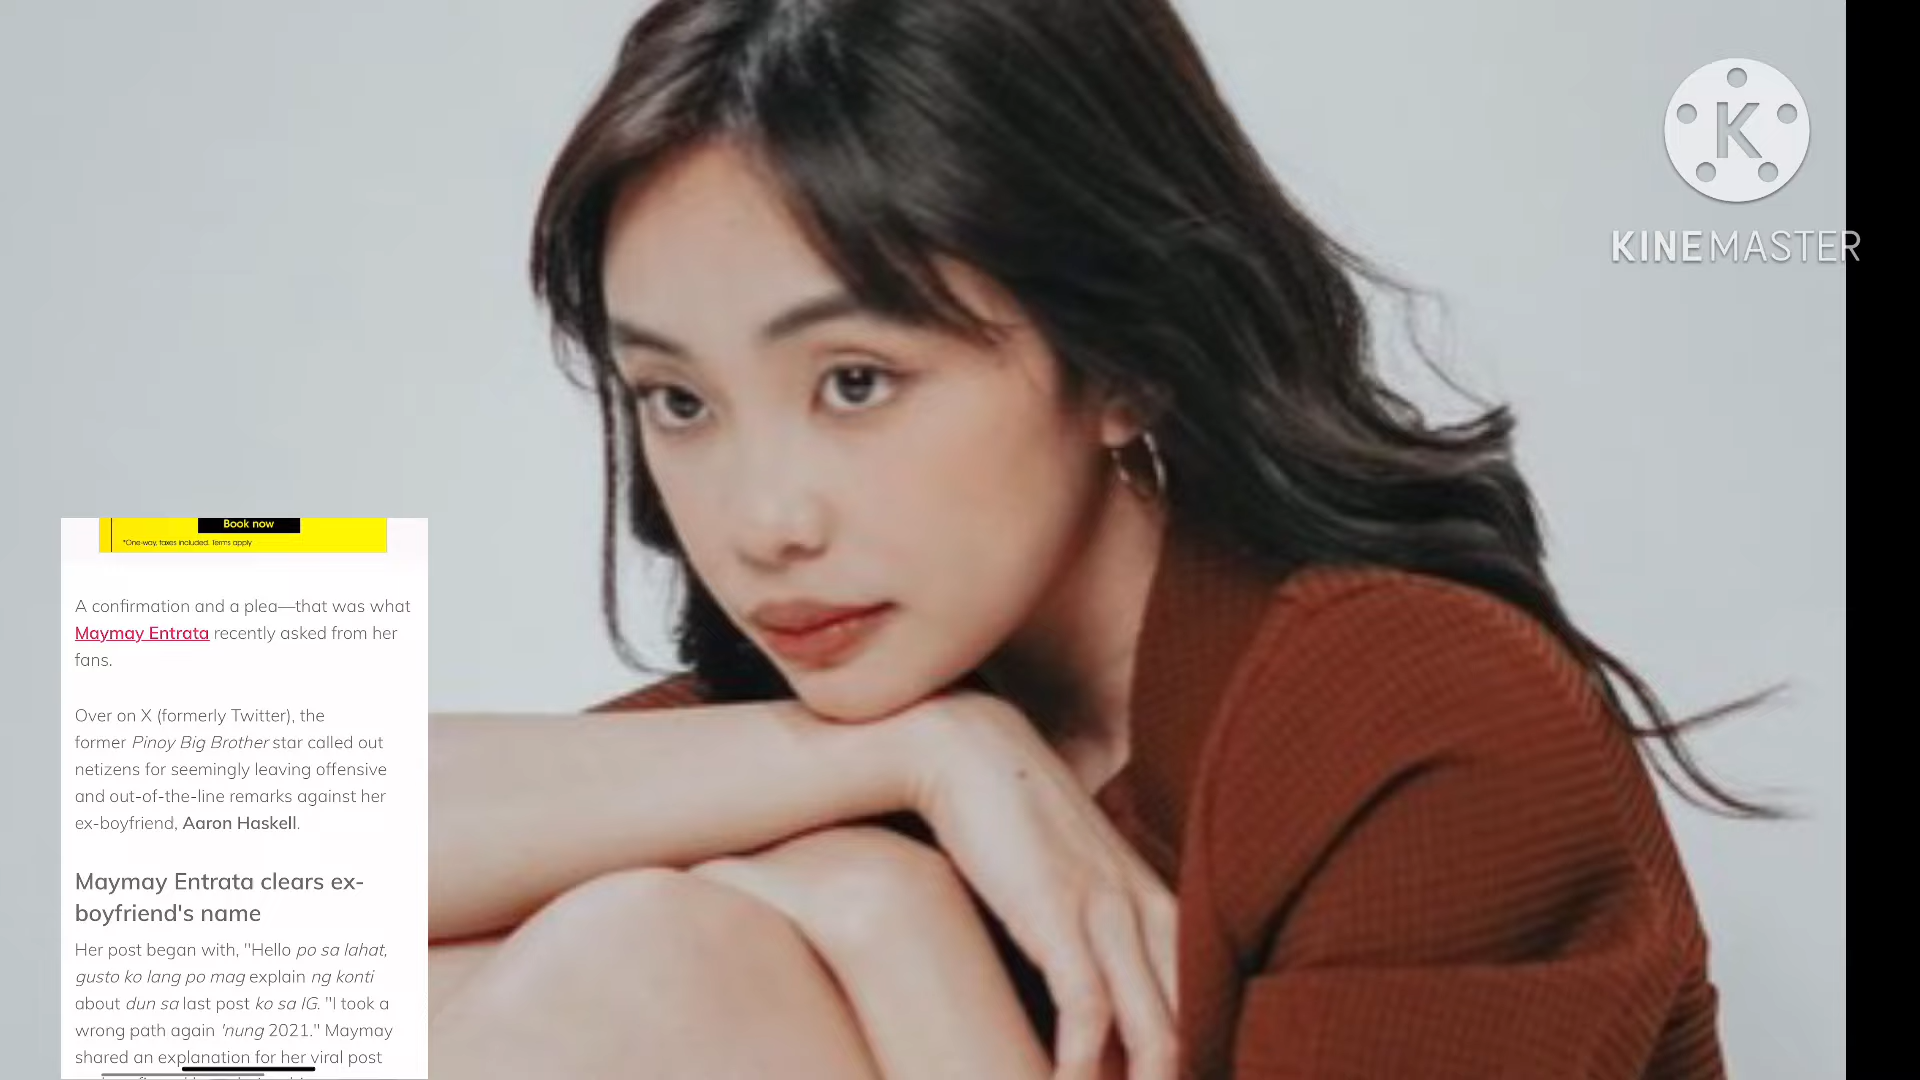 K
KINEMASTER
Book now
*One-way, taxes included. Terms apply
A confirmation and a plea—that was what
Maymay Entrata recently asked from her
fans.
Over on X (formerly Twitter), the
former Pinoy Big Brother star called out
netizens for seemingly leaving offensive
and out-of-the-line remarks against her
ex-boyfriend, Aaron Haskell.
Maymay Entrata clears ex-
boyfriend's name
Her post began with, "Hello po sa lahat,
gusto ko lang po mag explain ng konti
about dun sa last post ko sa IG. "I took a
wrong path again 'nung 2021." Maymay
shared an explanation for her viral post